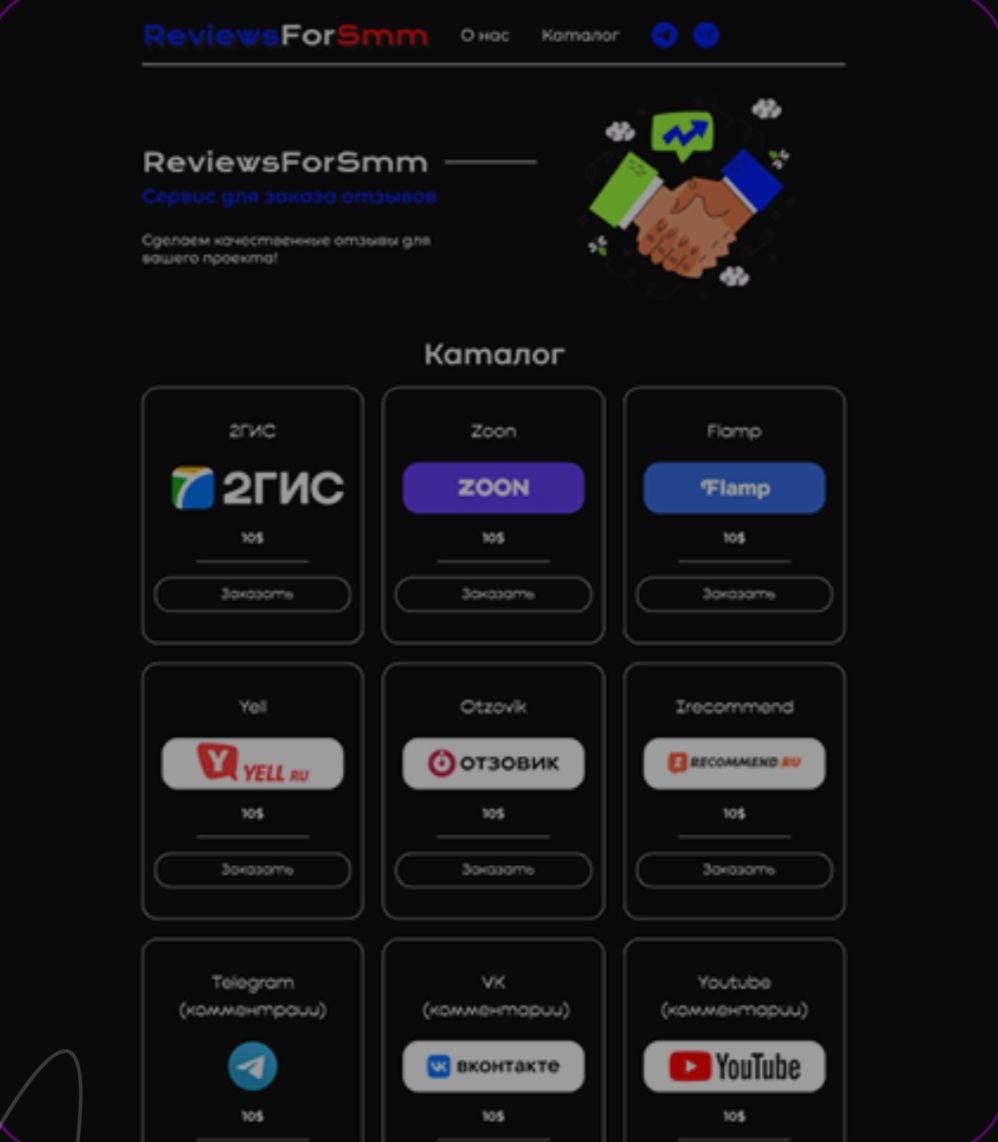 ReviewsForSmm О нас Каталог
ReviewsForSmm
Сервис для заказа отзывов
Сделаем качественные отзывы для
вашего проекта!
Каталог
2ГИС Zoon Flamp
2ГИС ZOON Flamp
10$ 10$ 10$
Заказать Заказать Заказать
Yell Otzovik Irecommend
Y YELL RU ОТЗОВИК I RECOMMEND.RU
10$ 10$ 10$
Заказать Заказать Заказать
Telegram VK Youtube
(комментраии) (комментарии) (комментарии)
ВКОНТАКТЕ YouTube
10$ 10$ 10$